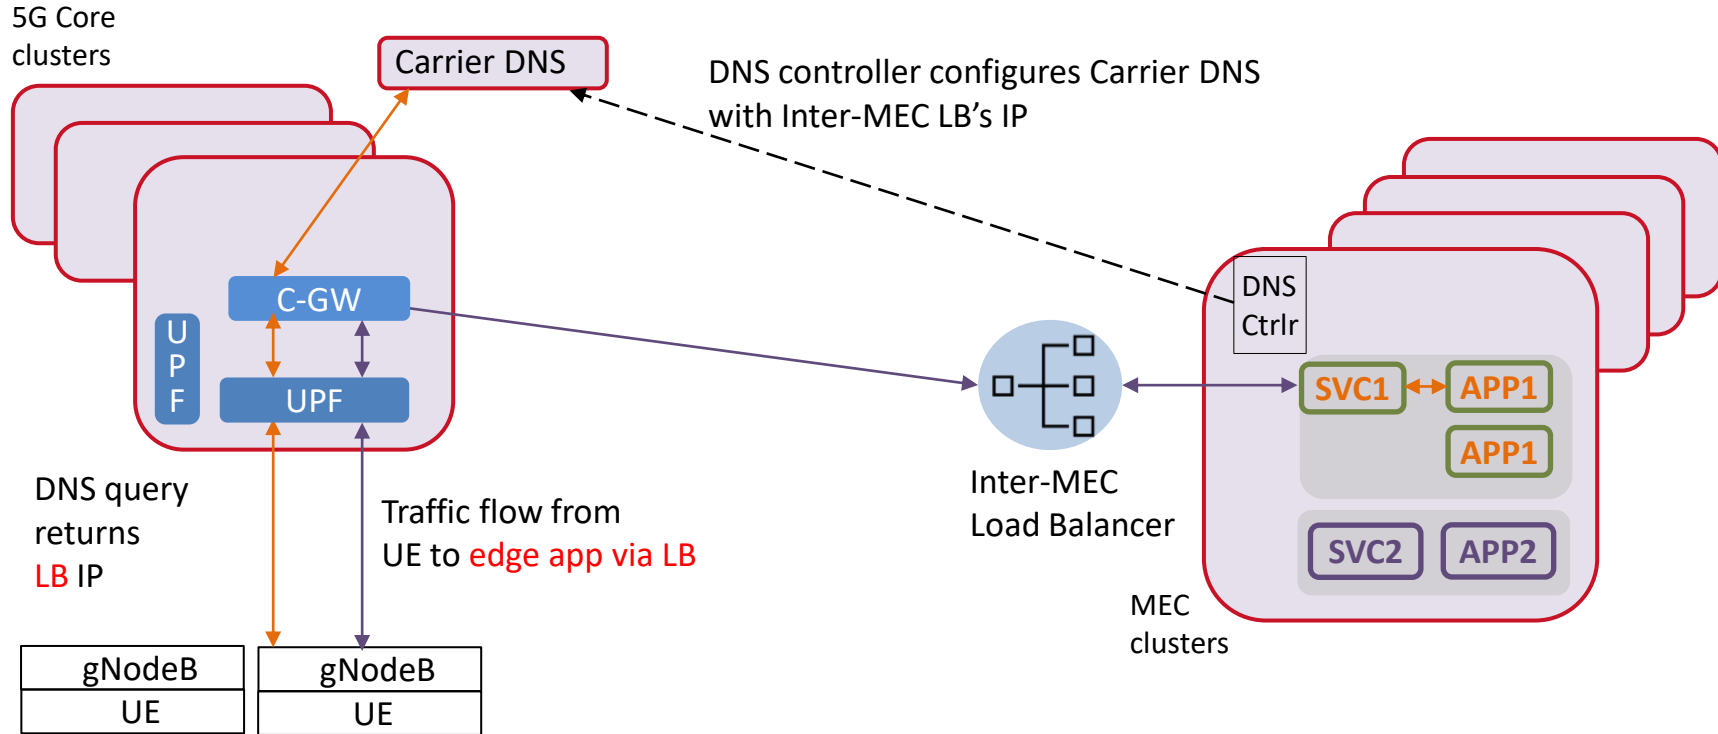 5G Core
clusters
Carrier DNS
DNS controller configures Carrier DNS
with Inter-MEC LB’s IP
C-GW
U
P
F
UPF
DNS
Ctrlr
SVC1
APP1
APP1
SVC2
APP2
Inter-MEC
Load Balancer
MEC
clusters
DNS query
returns
LB IP
Traffic flow from
UE to edge app via LB
gNodeB
UE
gNodeB
UE